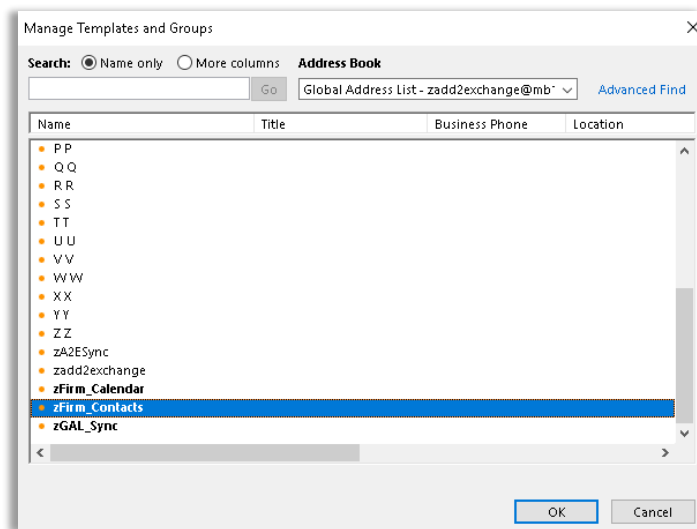 Manage Templates and Groups
Search: Name only More columns Address Book
Go Global Address List - zadd2exchange@mb Advanced Find
Name Title Business Phone Location
P P
Q Q
R R
S S
T T
U U
V V
W W
X X
Y Y
Z Z
zA2ESync
zadd2exchange
zFirm_Calendar
zFirm_Contacts
zGAL_Sync
OK Cancel